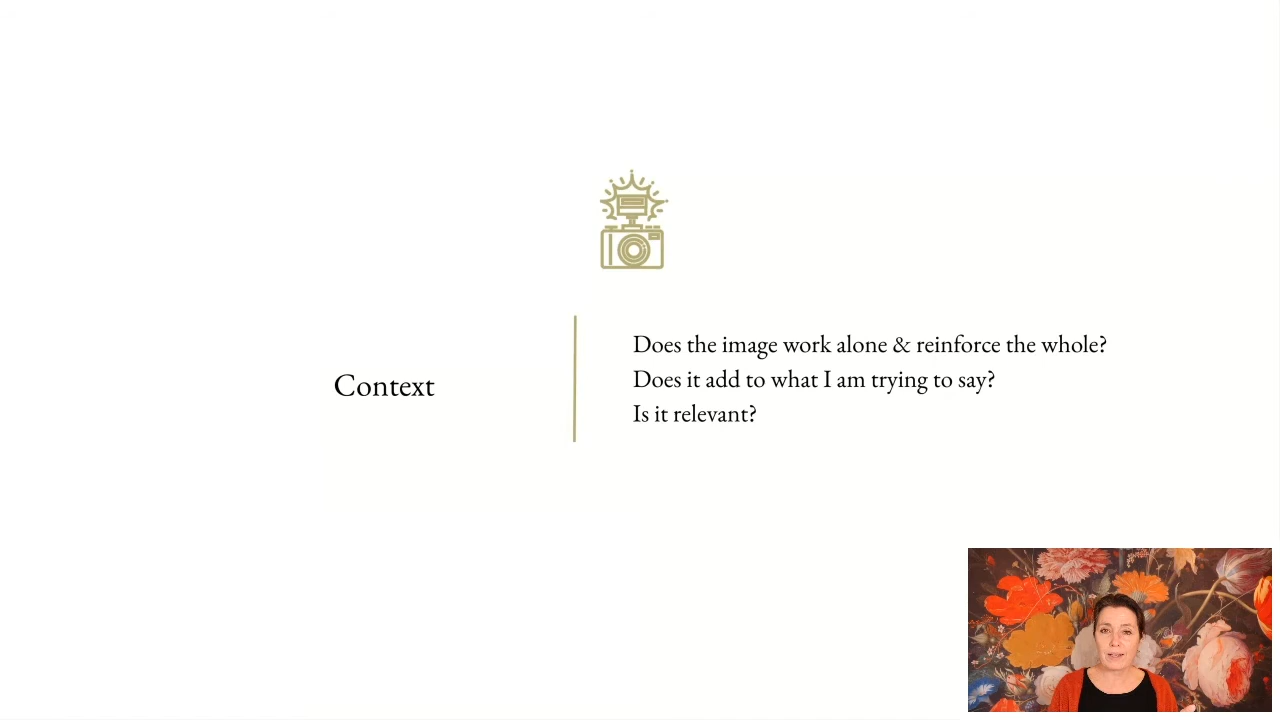 Context
Does the image work alone & reinforce the whole?
Does it add to what I am trying to say?
Is it relevant?